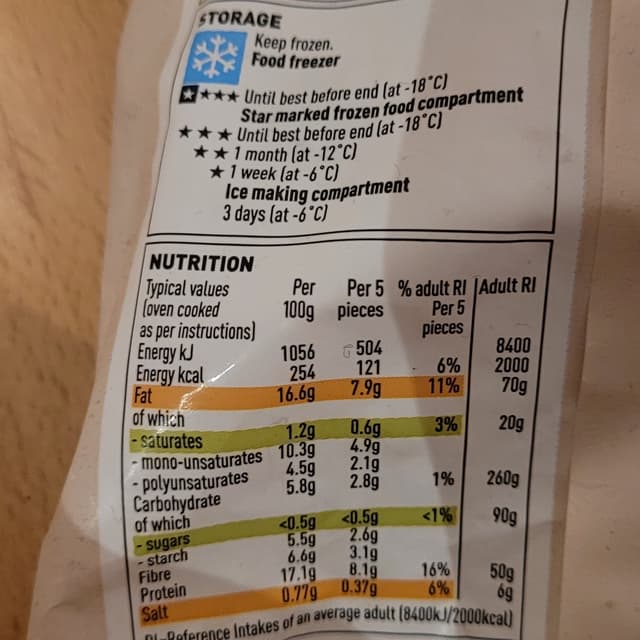 STORAGE
Keep frozen.
Food freezer
Until best before end (at -18°C)
Star marked frozen food compartment
Until best before end (at -18°C)
1 month (at -12°C)
1 week (at -6°C)
Ice making compartment
3 days (at -6°C)
NUTRITION
Typical values (oven cooked as per instructions) Per 100g Per 5 pieces % adult RI Per 5 pieces Adult RI
Energy kJ 1056 504 8400
Energy kcal 254 121 6% 2000
Fat 16.6g 7.9g 11% 70g
of which
- saturates 1.2g 0.6g 3% 20g
- mono-unsaturates 10.3g 4.9g
- polyunsaturates 4.5g 2.1g
Carbohydrate 5.8g 2.8g 1% 260g
of which
- sugars <0.5g <0.5g <1% 90g
- starch 5.5g 2.6g
Fibre 6.6g 3.1g
Protein 17.1g 8.1g 16% 50g
Salt 0.77g 0.37g 6% 6g
Reference Intakes of an average adult (8400kJ/2000kcal)